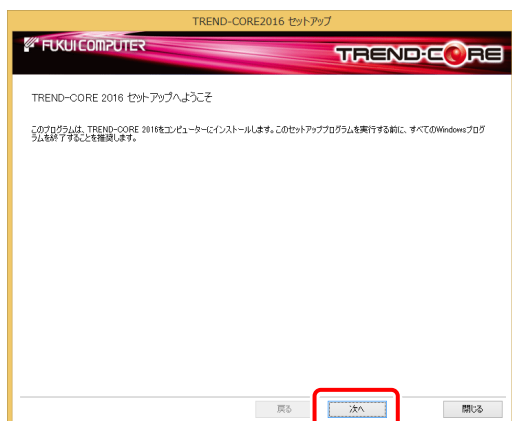 TREND-CORE2016 セットアップ
FUKUI COMPUTER
TREND-CORE
TREND-CORE 2016 セットアップへようこそ
このプログラムは、TREND-CORE 2016をコンピューターにインストールします。このセットアッププログラムを実行する前に、すべてのWindowsプログ
ラムを終了することを推奨します。
戻る
次へ
閉じる